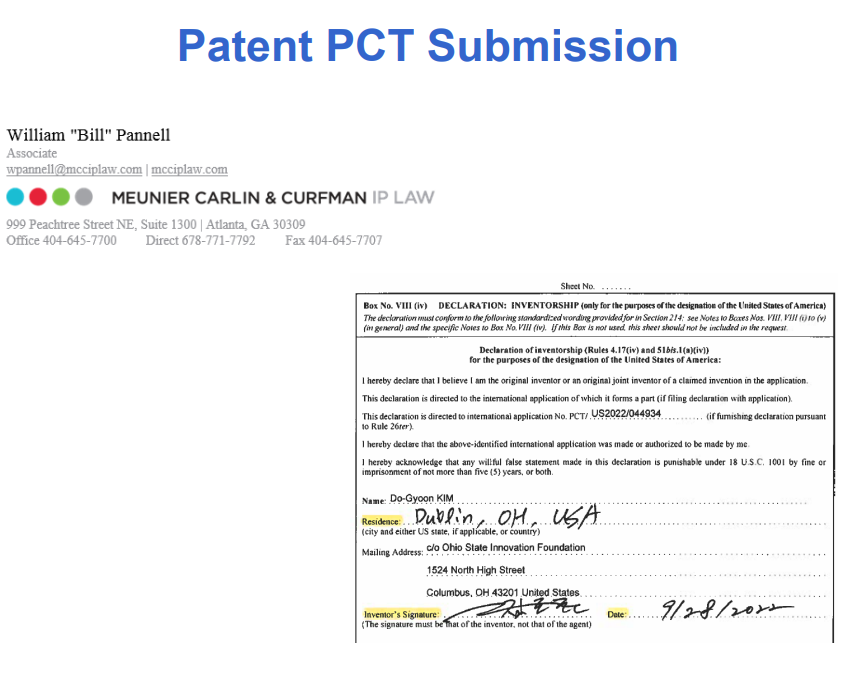 Patent PCT Submission
William "Bill" Pannell
Associate
wpannell@mcciplaw.com | mcciplaw.com
MEUNIER CARLIN & CURFMAN IP LAW
999 Peachtree Street NE, Suite 1300 | Atlanta, GA 30309
Office 404-645-7700 Direct 678-771-7792 Fax 404-645-7707
Sheet No. .......
Box No. VIII (iv) DECLARATION: INVENTORSHIP (only for the purposes of the designation of the United States of America)
The declaration must conform to the following standardized wording provided for in Section 214; see Notes to Boxes Nos. VIII, VIII (i) to (v)
(in general) and the specific Notes to Box No. VIII (iv). If this Box is not used, this sheet should not be included in the request.
Declaration of inventorship (Rules 4.17(iv) and 51bis.1(a)(iv))
for the purposes of the designation of the United States of America:
I hereby declare that I believe I am the original inventor or an original joint inventor of a claimed invention in the application.
This declaration is directed to the international application of which it forms a part (if filing declaration with application).
This declaration is directed to international application No. PCT/ US2022/044934 (if furnishing declaration pursuant
to Rule 26ter).
I hereby declare that the above-identified international application was made or authorized to be made by me.
I hereby acknowledge that any willful false statement made in this declaration is punishable under 18 U.S.C. 1001 by fine or
imprisonment of not more than five (5) years, or both.
Name: Do-Gyoon KIM
Residence: Dublin, OH, USA
(city and either US state, if applicable, or country)
Mailing Address: c/o Ohio State Innovation Foundation
1524 North High Street
Columbus, OH 43201 United States
Inventor's Signature: Date: 9/28/2022
(The signature must be that of the inventor, not that of the agent)